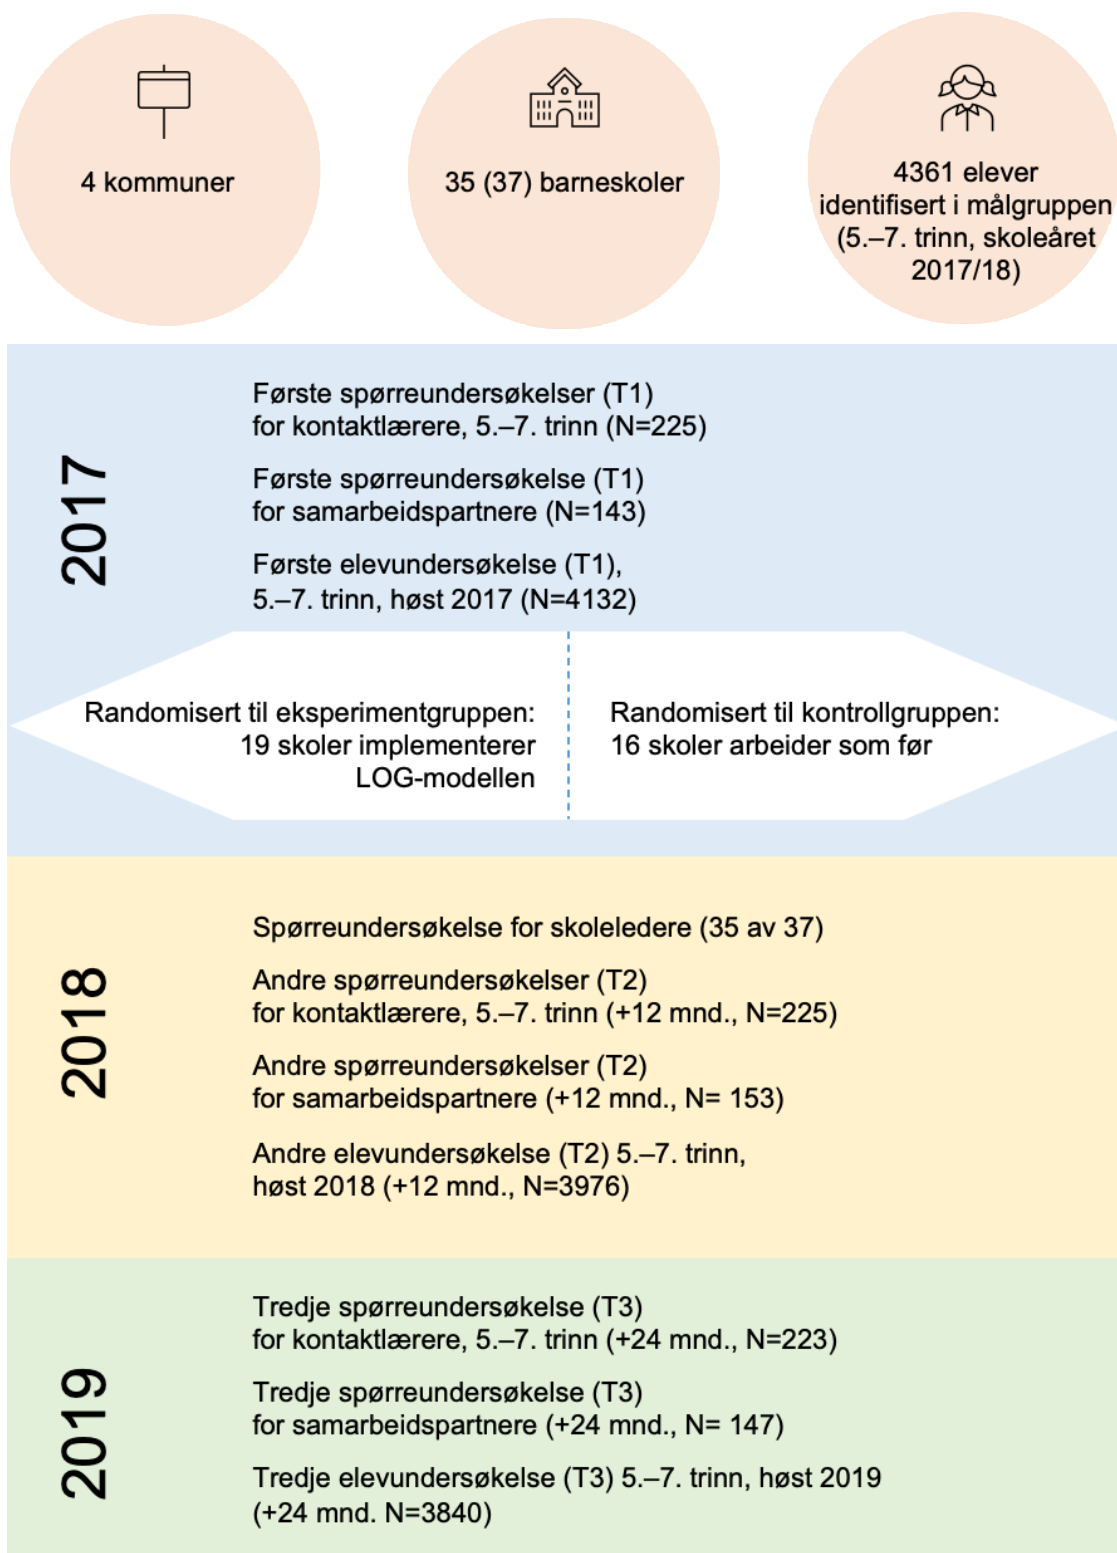 4 kommuner
35 (37) barneskoler
4361 elever
identifisert i målgruppen
(5.–7. trinn, skoleåret
2017/18)
2017
Første spørreundersøkelser (T1)
for kontaktlærere, 5.–7. trinn (N=225)
Første spørreundersøkelse (T1)
for samarbeidspartnere (N=143)
Første elevundersøkelse (T1),
5.–7. trinn, høst 2017 (N=4132)
Randomisert til eksperimentgruppen:
19 skoler implementerer
LOG-modellen
Randomisert til kontrollgruppen:
16 skoler arbeider som før
2018
Spørreundersøkelse for skoleledere (35 av 37)
Andre spørreundersøkelser (T2)
for kontaktlærere, 5.–7. trinn (+12 mnd., N=225)
Andre spørreundersøkelser (T2)
for samarbeidspartnere (+12 mnd., N= 153)
Andre elevundersøkelse (T2) 5.–7. trinn,
høst 2018 (+12 mnd., N=3976)
2019
Tredje spørreundersøkelse (T3)
for kontaktlærere, 5.–7. trinn (+24 mnd., N=223)
Tredje spørreundersøkelse (T3)
for samarbeidspartnere (+24 mnd., N= 147)
Tredje elevundersøkelse (T3) 5.–7. trinn, høst 2019
(+24 mnd. N=3840)